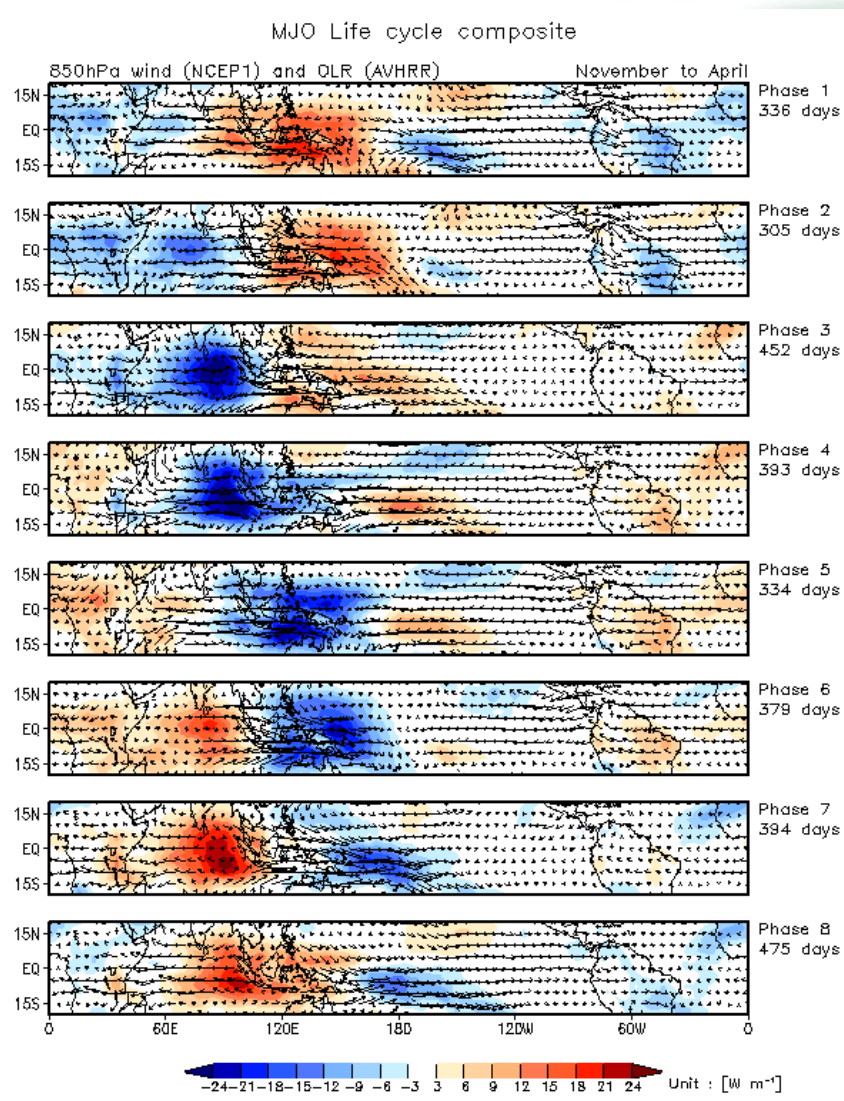 MJO Life cycle composite
850hPa wind (NCEP1) and OLR (AVHRR) November to April
15N
EQ
15S
Phase 1
336 days
15N
EQ
15S
Phase 2
305 days
15N
EQ
15S
Phase 3
452 days
15N
EQ
15S
Phase 4
393 days
15N
EQ
15S
Phase 5
334 days
15N
EQ
15S
Phase 6
379 days
15N
EQ
15S
Phase 7
394 days
15N
EQ
15S
Phase 8
475 days
0 60E 120E 180 120W 60W 0
-24 -21 -18 -15 -12 -9 -6 -3 3 6 9 12 15 18 21 24 Unit : [W m⁻¹]